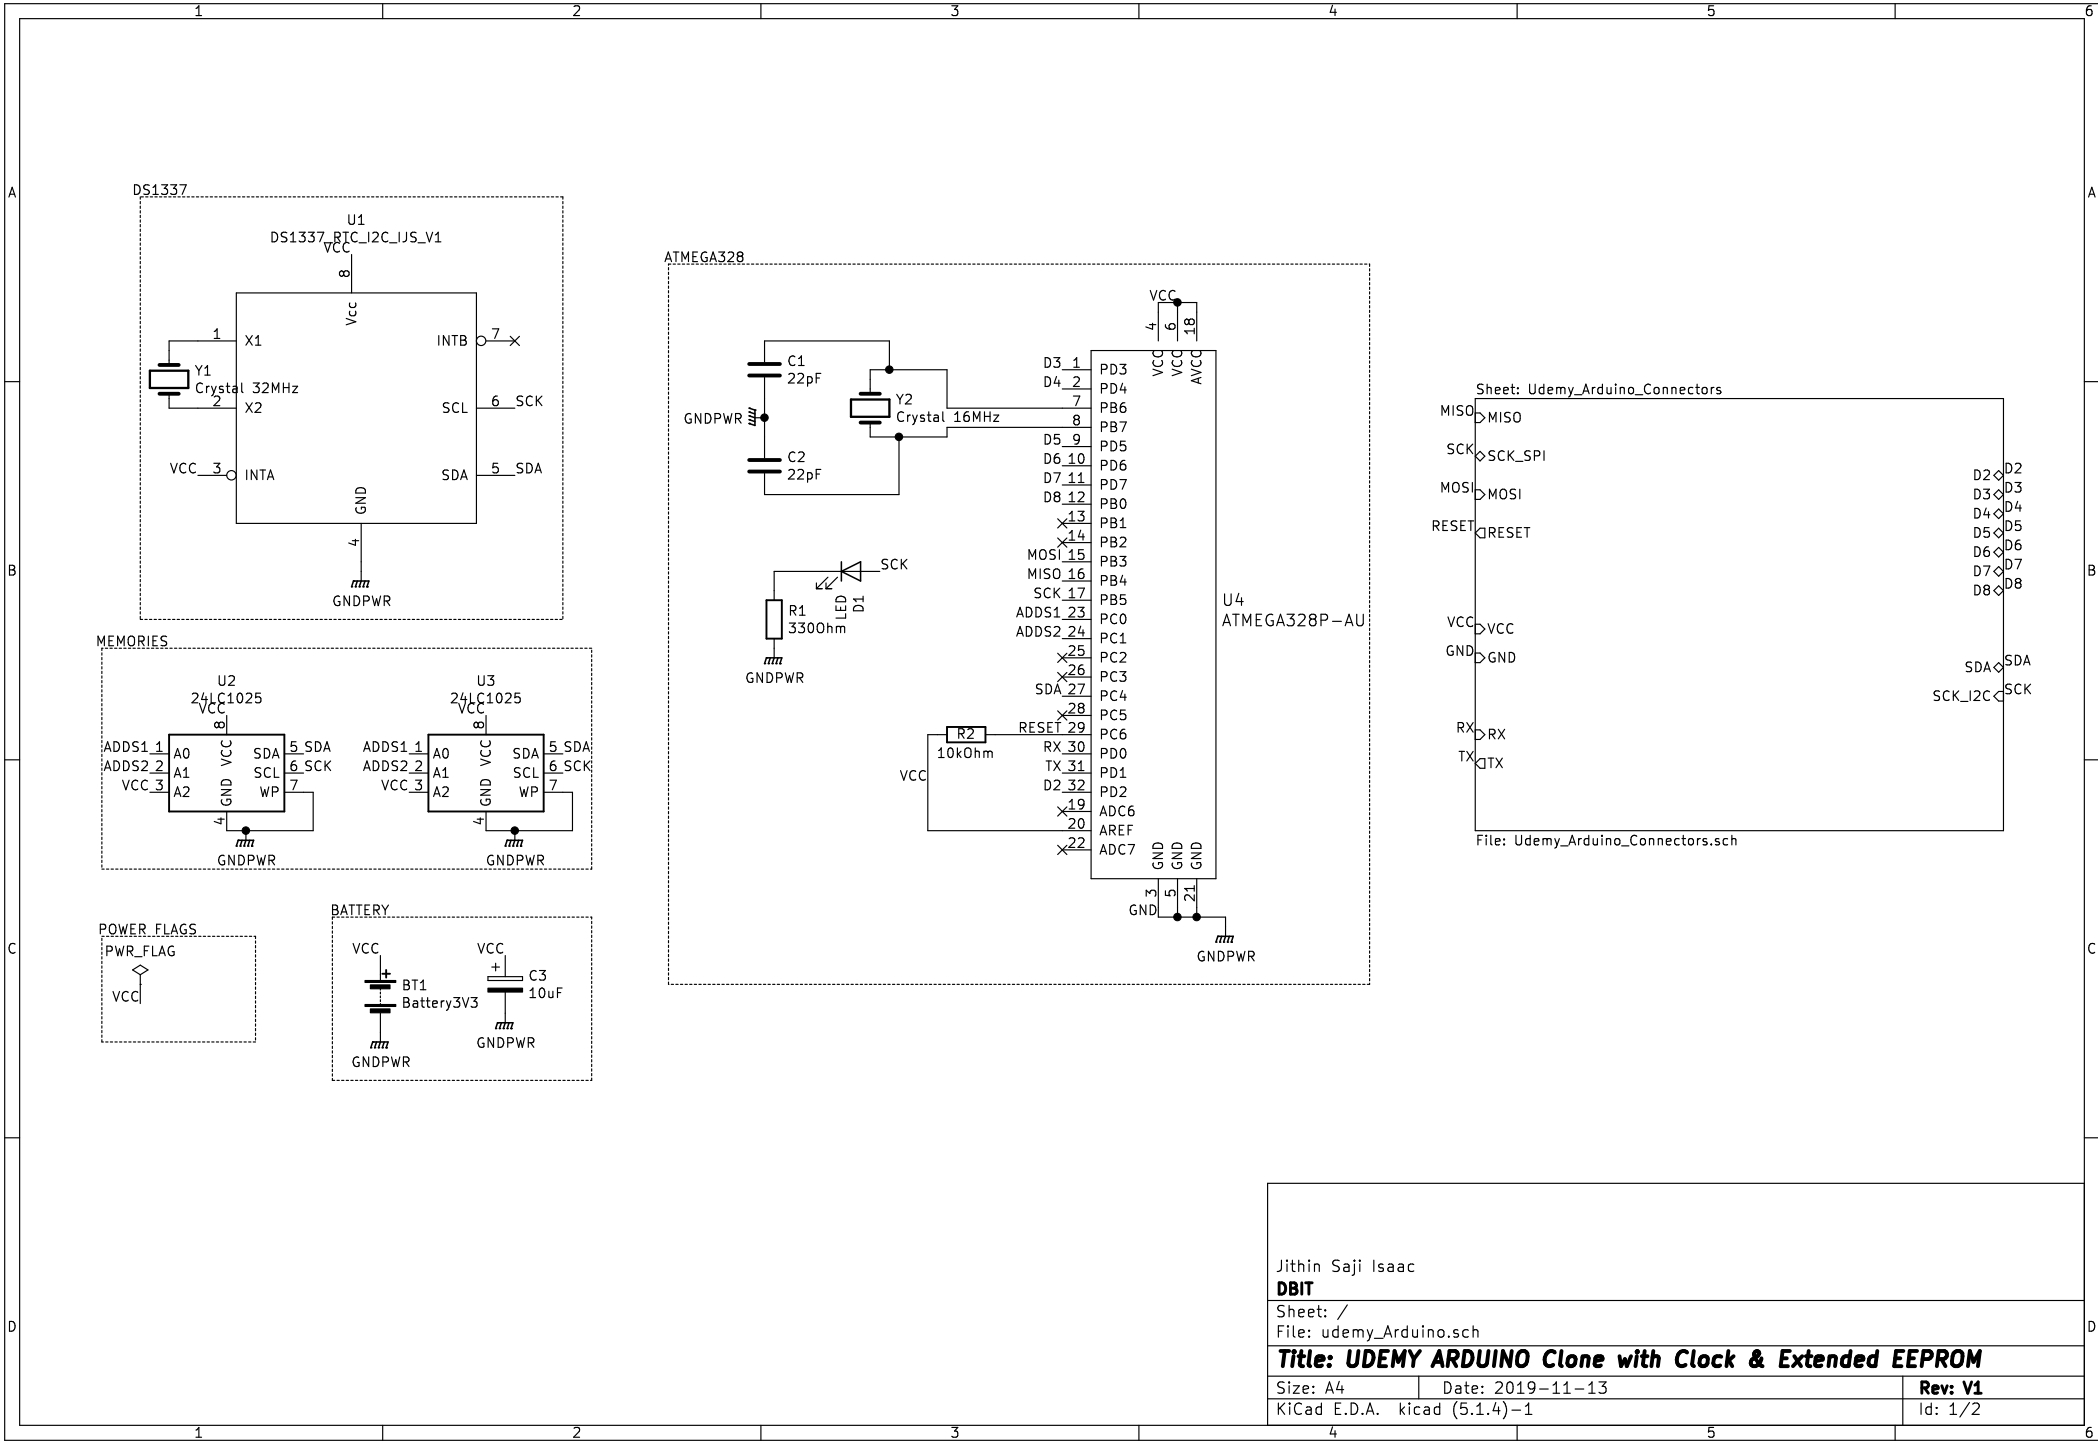 1 2 3 4 5 6
A
B
C
D
A
B
C
D
DS1337
U1
DS1337_RTC_I2C_IJS_V1
VCC
8
Vcc
1 X1
Y1
Crystal 32MHz
2 X2
INTB 7
SCL 6 SCK
VCC 3 INTA
SDA 5 SDA
GND
4
GNDPWR
MEMORIES
U2
24LC1025
VCC
8
ADDS1 1 A0 VCC SDA 5 SDA
ADDS2 2 A1 SCL 6 SCK
VCC 3 A2 GND WP 7
4
GNDPWR
U3
24LC1025
VCC
8
ADDS1 1 A0 VCC SDA 5 SDA
ADDS2 2 A1 SCL 6 SCK
VCC 3 A2 GND WP 7
4
GNDPWR
POWER FLAGS
PWR_FLAG
VCC
BATTERY
VCC
+
BT1
Battery3V3
GNDPWR
VCC
+
C3
10uF
GNDPWR
ATMEGA328
VCC
4 6 18
VCC VCC AVCC
C1
22pF
GNDPWR
C2
22pF
Y2
Crystal 16MHz
SCK
LED
D1
R1
330Ohm
GNDPWR
D3 1 PD3
D4 2 PD4
7 PB6
8 PB7
D5 9 PD5
D6 10 PD6
D7 11 PD7
D8 12 PB0
13 PB1
14 PB2
MOSI 15 PB3
MISO 16 PB4
SCK 17 PB5
ADDS1 23 PC0
ADDS2 24 PC1
25 PC2
26 PC3
SDA 27 PC4
28 PC5
RESET 29 PC6
RX 30 PD0
TX 31 PD1
D2 32 PD2
19 ADC6
20 AREF
22 ADC7
R2
10kOhm
VCC
U4
ATMEGA328P-AU
GND GND GND
3 5 21
GND
GNDPWR
Sheet: Udemy_Arduino_Connectors
MISO MISO
SCK SCK_SPI
MOSI MOSI
RESET RESET
VCC VCC
GND GND
RX RX
TX TX
D2 D2
D3 D3
D4 D4
D5 D5
D6 D6
D7 D7
D8 D8
SDA SDA
SCK_I2C SCK
File: Udemy_Arduino_Connectors.sch
Jithin Saji Isaac
DBIT
Sheet: /
File: udemy_Arduino.sch
Title: UDEMY ARDUINO Clone with Clock & Extended EEPROM
Size: A4 Date: 2019-11-13 Rev: V1
KiCad E.D.A. kicad (5.1.4)-1 Id: 1/2
1 2 3 4 5 6